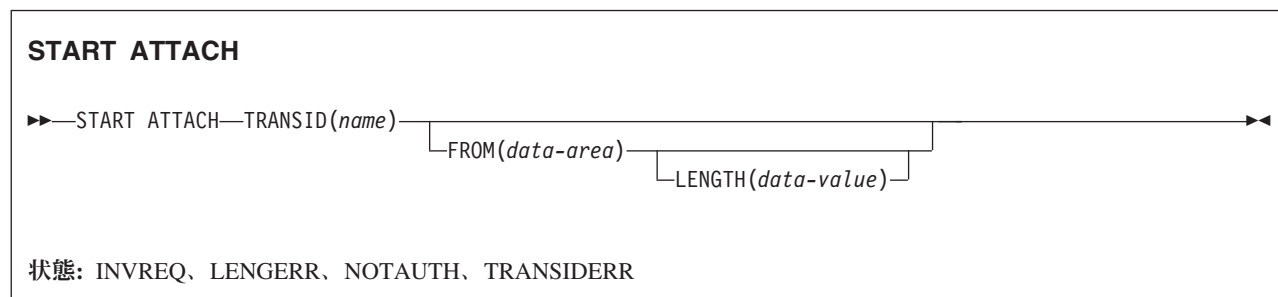 START ATTACH
START ATTACH TRANSID(name)
FROM(data-area)
LENGTH(data-value)
状態: INVREQ、LENGERR、NOTAUTH、TRANSIDERR